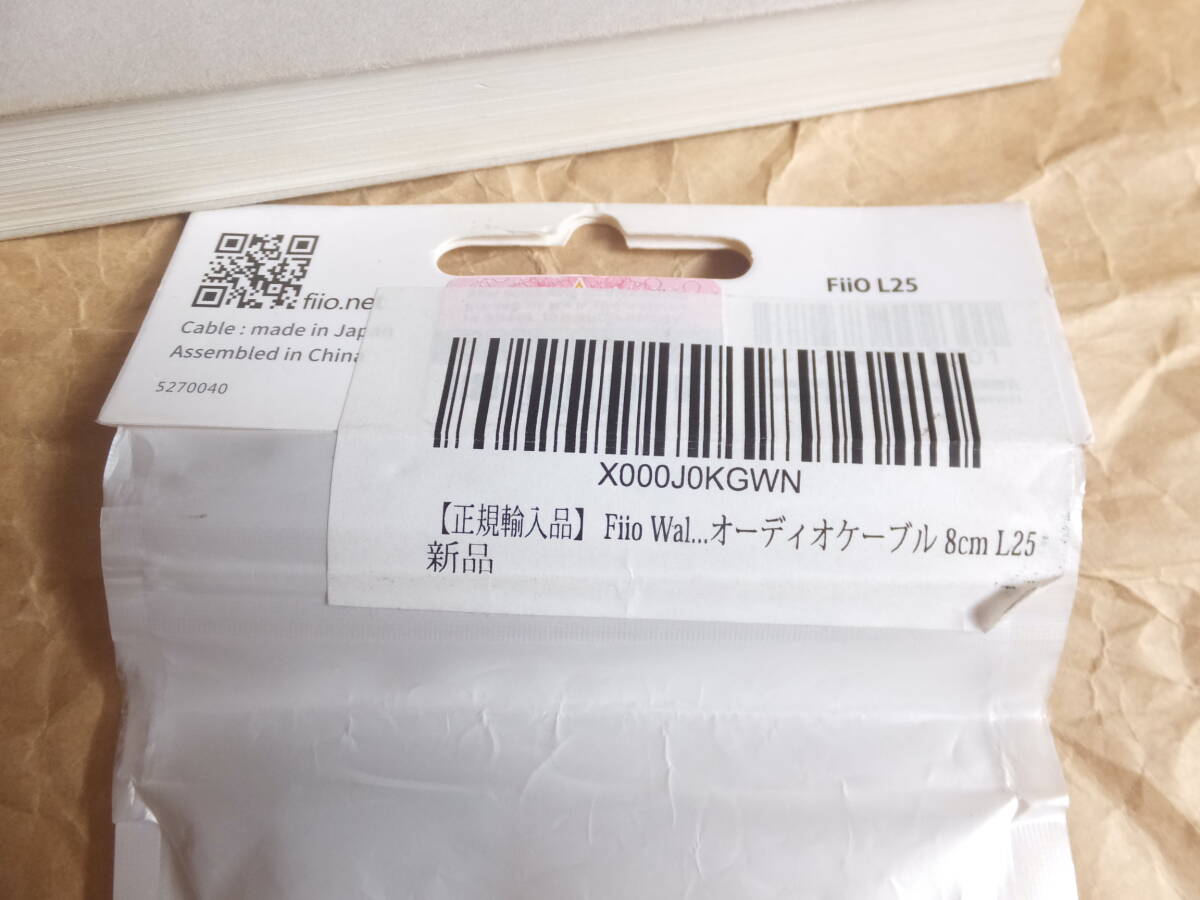 fiio.net
Cable : made in Japan
Assembled in China
5270040
FiiO L25
X000J0KGWN
【正規輸入品】 Fiio Wal...オーディオケーブル 8cm L25
新品